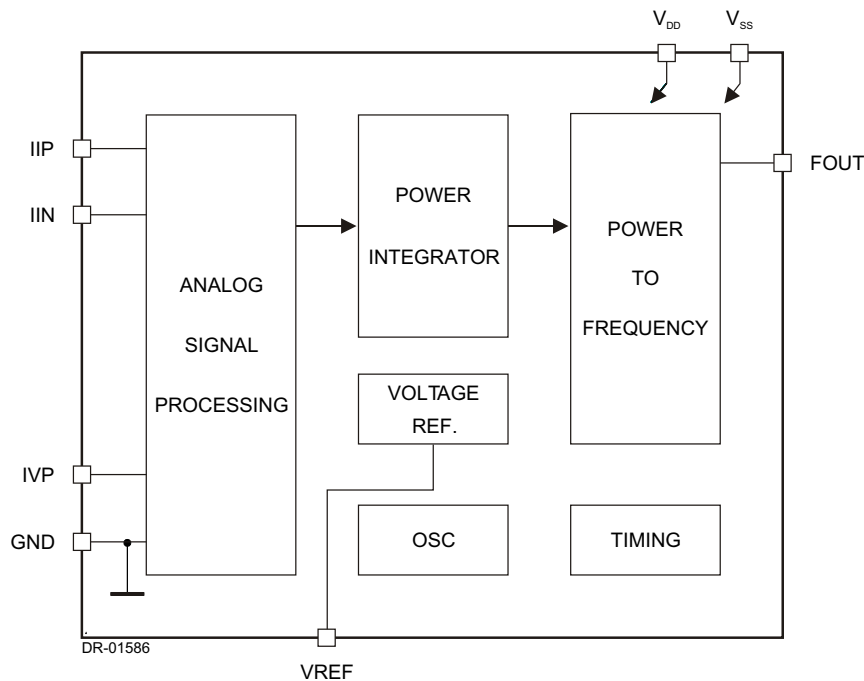 VDD
VSS
IIP
IIN
IVP
GND
ANALOG
SIGNAL
PROCESSING
POWER
INTEGRATOR
VOLTAGE
REF.
OSC
POWER
TO
FREQUENCY
TIMING
FOUT
DR-01586
VREF